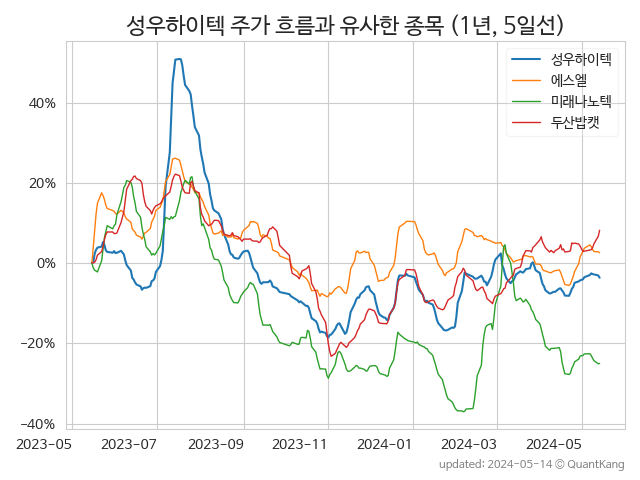 성우하이텍 주가 흐름과 유사한 종목 (1년, 5일선)
성우하이텍
에스엘
미래나노텍
두산밥캣
40%
20%
0%
−20%
−40%
2023-05 2023-07 2023-09 2023-11 2024-01 2024-03 2024-05
updated: 2024-05-14 © QuantKang